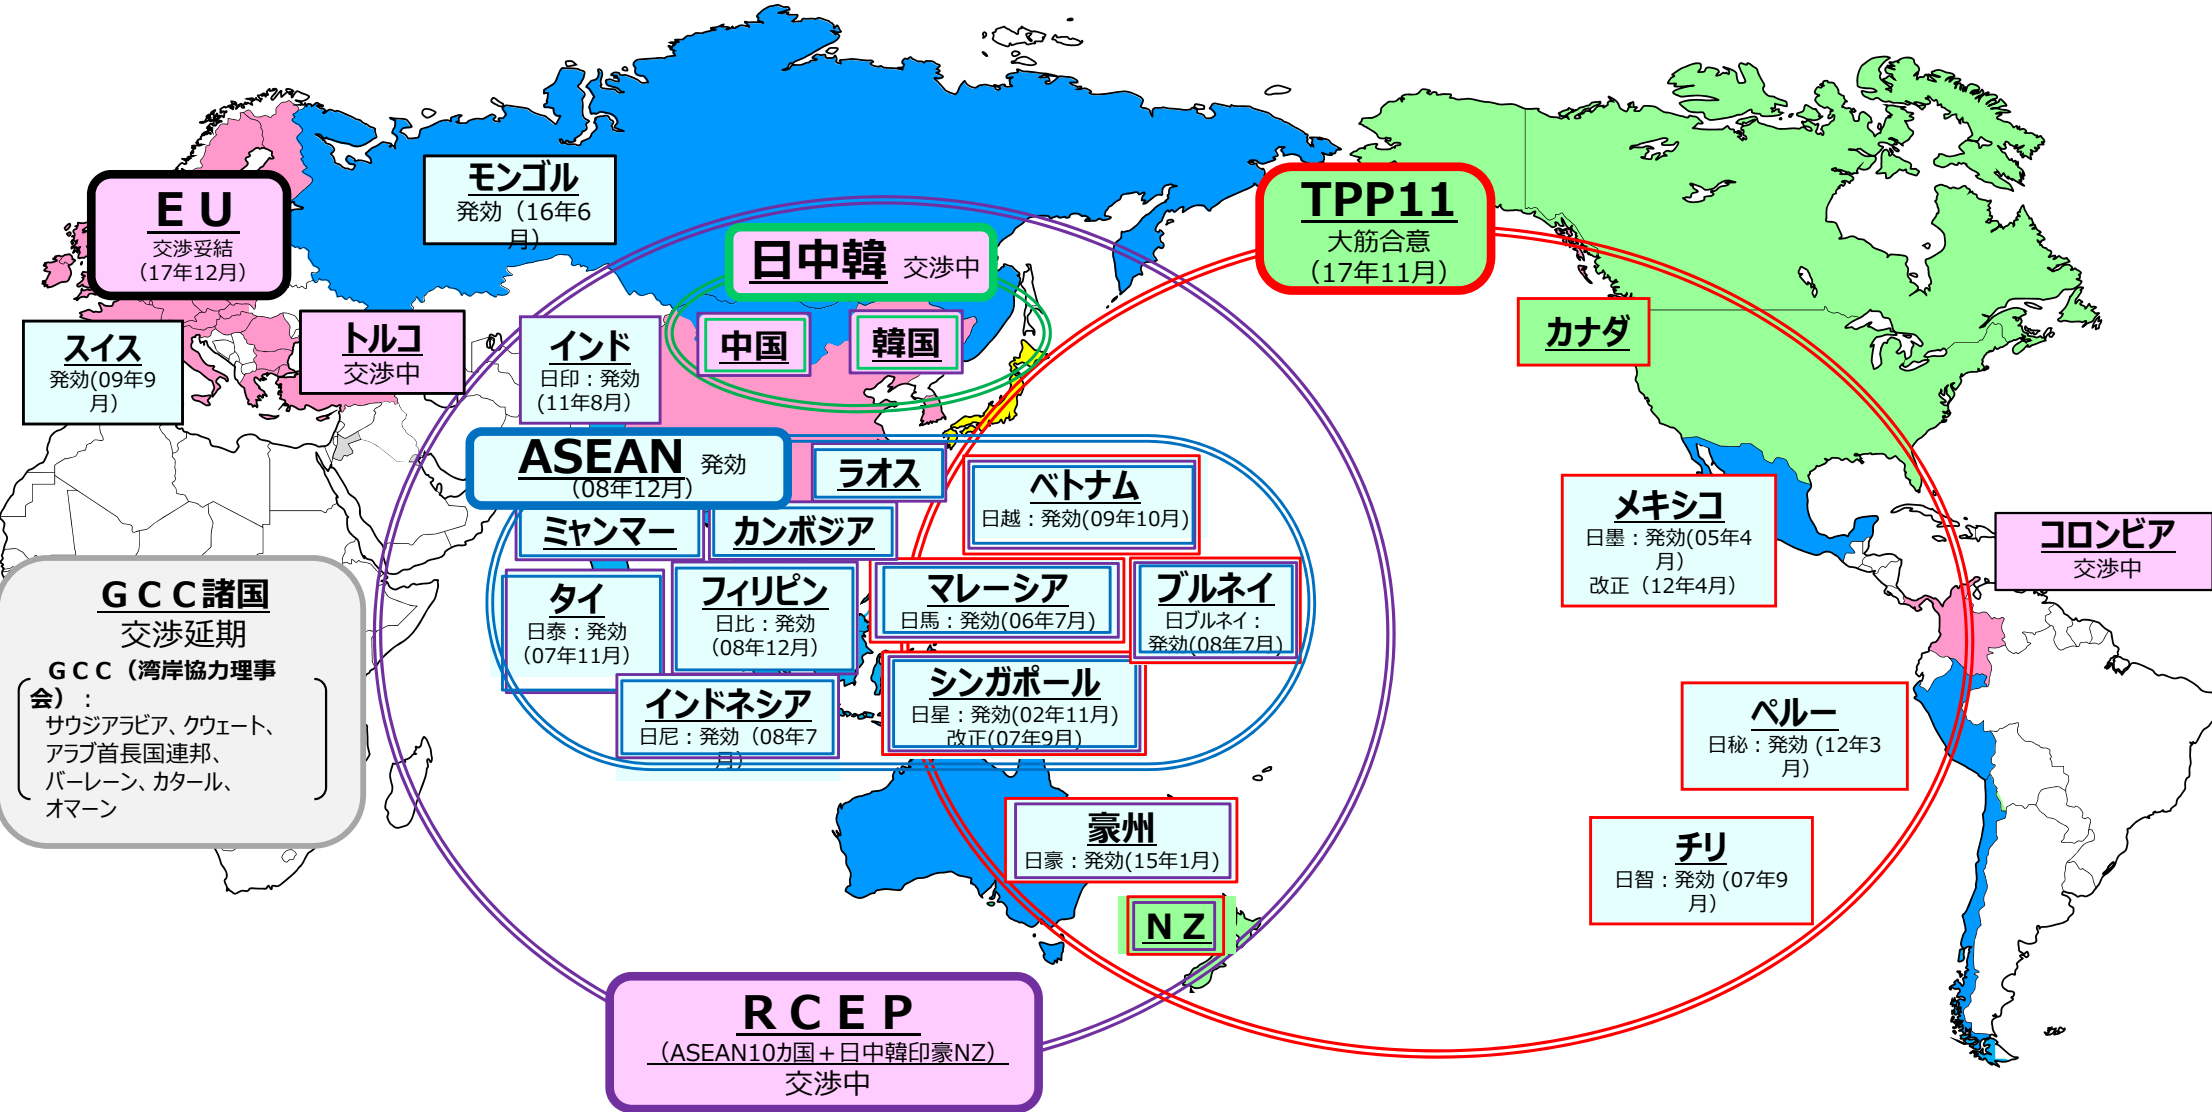 モンゴル
発効（16年6
月）
ＥＵ
交渉妥結
（17年12月）
TPP11
大筋合意
（17年11月）
日中韓 交渉中
中国
韓国
カナダ
スイス
発効(09年9
月）
トルコ
交渉中
インド
日印：発効
(11年8月）
ASEAN 発効
（08年12月）
ラオス
ベトナム
日越：発効(09年10月)
ミャンマー
カンボジア
メキシコ
日墨：発効(05年4
月）
改正（12年4月）
コロンビア
交渉中
タイ
日泰：発効
（07年11月）
フィリピン
日比：発効
（08年12月）
マレーシア
日馬：発効(06年7月)
ブルネイ
日ブルネイ：
発効(08年7月)
ＧＣＣ諸国
交渉延期
ＧＣＣ（湾岸協力理事
会）：
サウジアラビア、クウェート、
アラブ首長国連邦、
バーレーン、カタール、
オマーン
インドネシア
日尼：発効（08年7
月）
シンガポール
日星：発効(02年11月)
改正(07年9月)
ペルー
日秘：発効 (12年3
月）
豪州
日豪：発効(15年1月)
チリ
日智：発効 (07年9
月）
ＮＺ
ＲＣＥＰ
（ASEAN10カ国＋日中韓印豪NZ）
交渉中